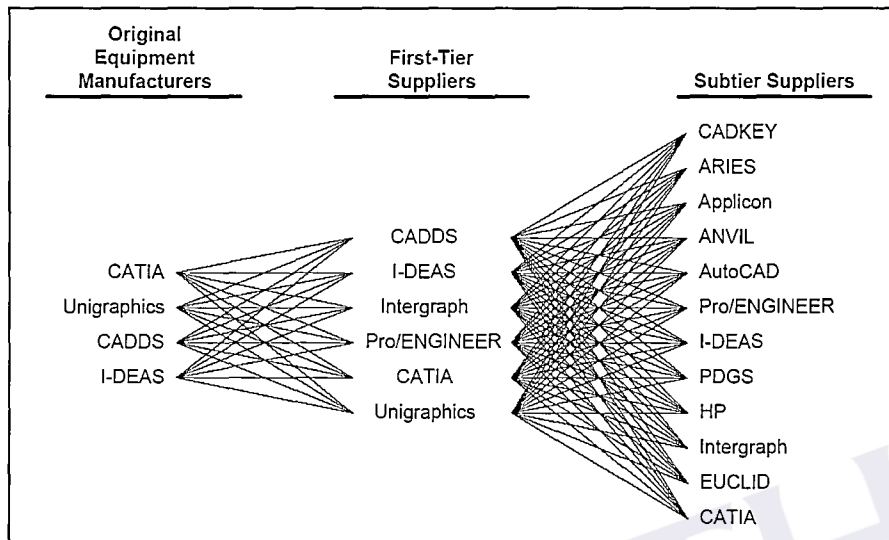 Original
Equipment
Manufacturers
First-Tier
Suppliers
Subtier Suppliers
CATIA
Unigraphics
CADDS
I-DEAS
CADDS
I-DEAS
Intergraph
Pro/ENGINEER
CATIA
Unigraphics
CADKEY
ARIES
Applicon
ANVIL
AutoCAD
Pro/ENGINEER
I-DEAS
PDGS
HP
Intergraph
EUCLID
CATIA